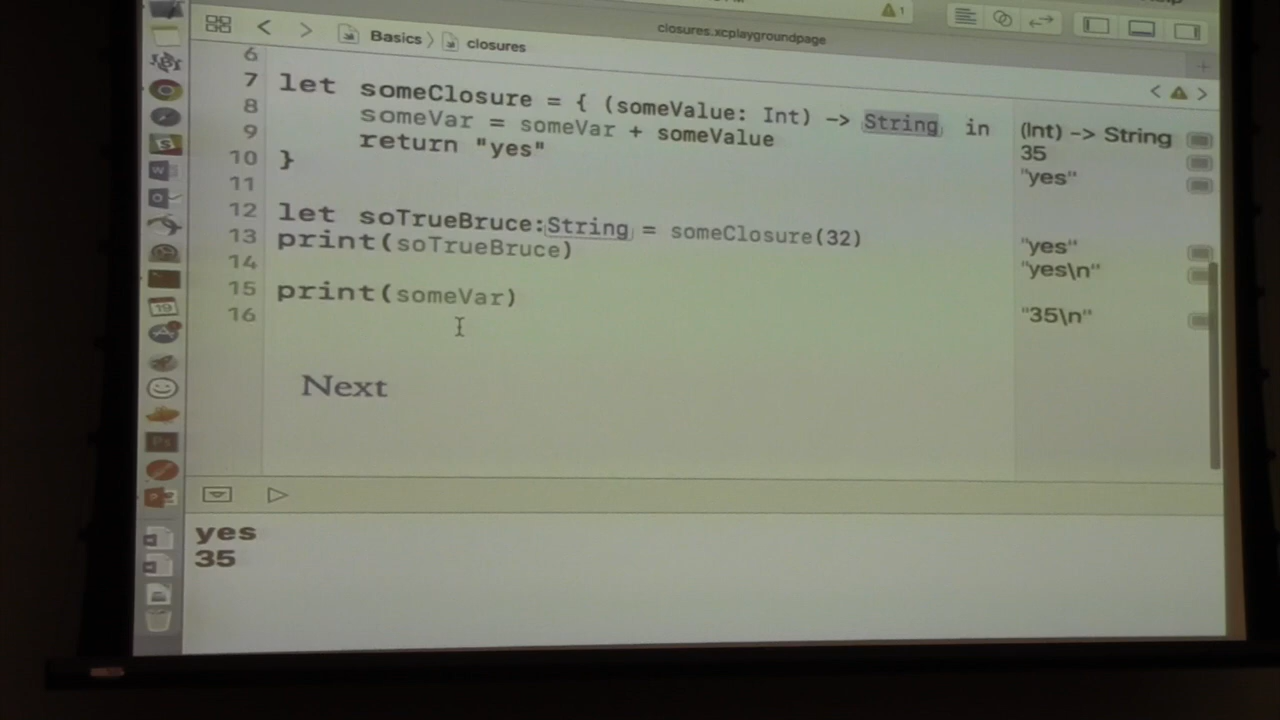 closures.xcplaygroundpage
Basics 〉 closures
6
7 let someClosure = { (someValue: Int) -> String in (Int) -> String
8 someVar = someVar + someValue 35
9 return "yes" "yes"
10 }
11
12 let soTrueBruce:String = someClosure(32) "yes"
13 print(soTrueBruce) "yes\n"
14
15 print(someVar) "35\n"
16
Next
yes
35
19
1